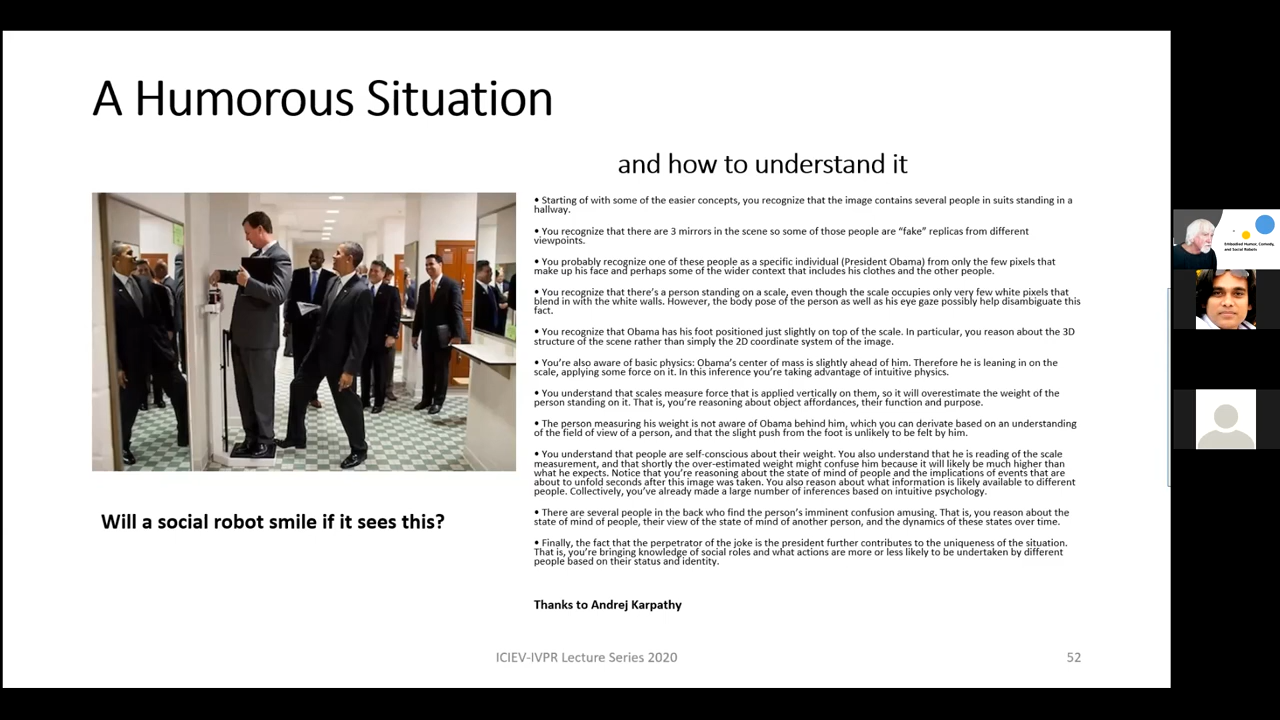 A Humorous Situation
and how to understand it
• Starting of with some of the easier concepts, you recognize that the image contains several people in suits standing in a
hallway.
• You recognize that there are 3 mirrors in the scene so some of those people are “fake” replicas from different
viewpoints.
• You probably recognize one of these people as a specific individual (President Obama) from only the few pixels that
make up his face and perhaps some of the wider context that includes his clothes and the other people.
• You recognize that there’s a person standing on a scale, even though the scale occupies only very few white pixels that
blend in with the white walls. However, the body pose of the person as well as his eye gaze possibly help disambiguate this
fact.
• You recognize that Obama has his foot positioned just slightly on top of the scale. In particular, you reason about the 3D
structure of the scene rather than simply the 2D coordinate system of the image.
• You’re also aware of basic physics: Obama’s center of mass is slightly ahead of him. Therefore he is leaning in on the
scale, applying some force on it. In this inference you’re taking advantage of intuitive physics.
• You understand that scales measure force that is applied vertically on them, so it will overestimate the weight of the
person standing on it. That is, you’re reasoning about object affordances, their function and purpose.
• The person measuring his weight is not aware of Obama behind him, which you can derivate based on an understanding
of the field of view of a person, and that the slight push from the foot is unlikely to be felt by him.
• You understand that people are self-conscious about their weight. You also understand that he is reading of the scale
measurement, and that shortly the over-estimated weight might confuse him because it will likely be much higher than
what he expects. Notice that you’re reasoning about the state of mind of people and the implications of events that are
about to unfold seconds after this image was taken. You also reason about what information is likely available to different
people. Collectively, you’ve already made a large number of inferences based on intuitive psychology.
• There are several people in the back who find the person’s imminent confusion amusing. That is, you reason about the
state of mind of people, their view of the state of mind of another person, and the dynamics of these states over time.
• Finally, the fact that the perpetrator of the joke is the president further contributes to the uniqueness of the situation.
That is, you’re bringing knowledge of social roles and what actions are more or less likely to be undertaken by different
people based on their status and identity.
Will a social robot smile if it sees this?
Thanks to Andrej Karpathy
ICIEV-IVPR Lecture Series 2020
52
Embodied Humor, Comedy,
and Social Robots